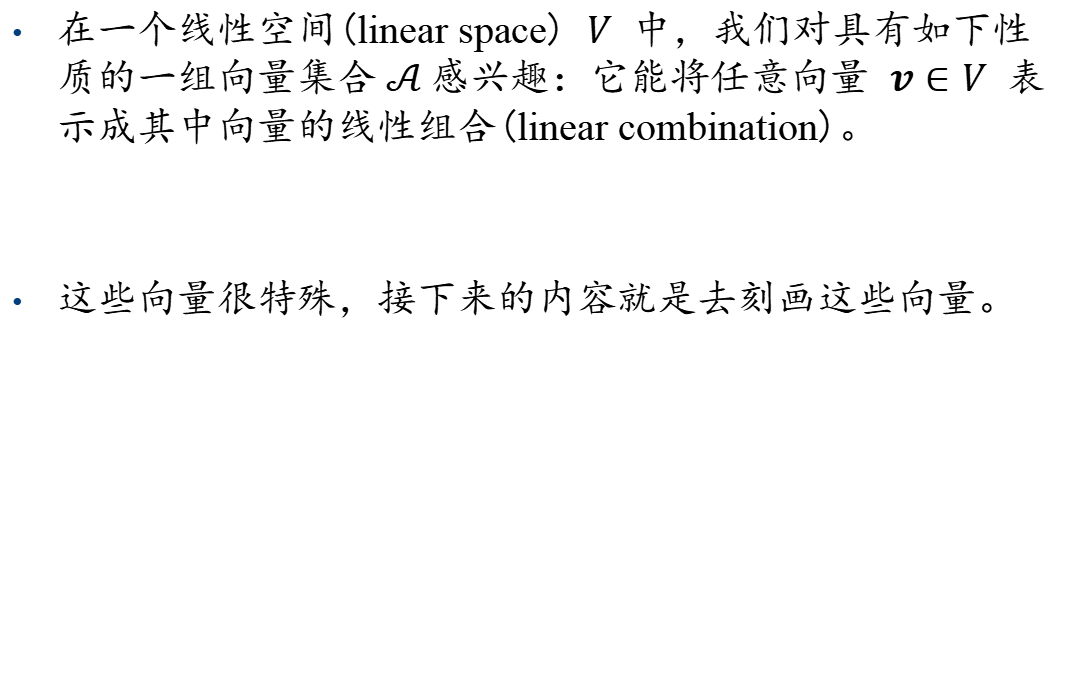 • 在一个线性空间(linear space) V 中，我们对具有如下性
质的一组向量集合 𝒜 感兴趣：它能将任意向量 𝒗 ∈ V 表
示成其中向量的线性组合(linear combination)。
• 这些向量很特殊，接下来的内容就是去刻画这些向量。